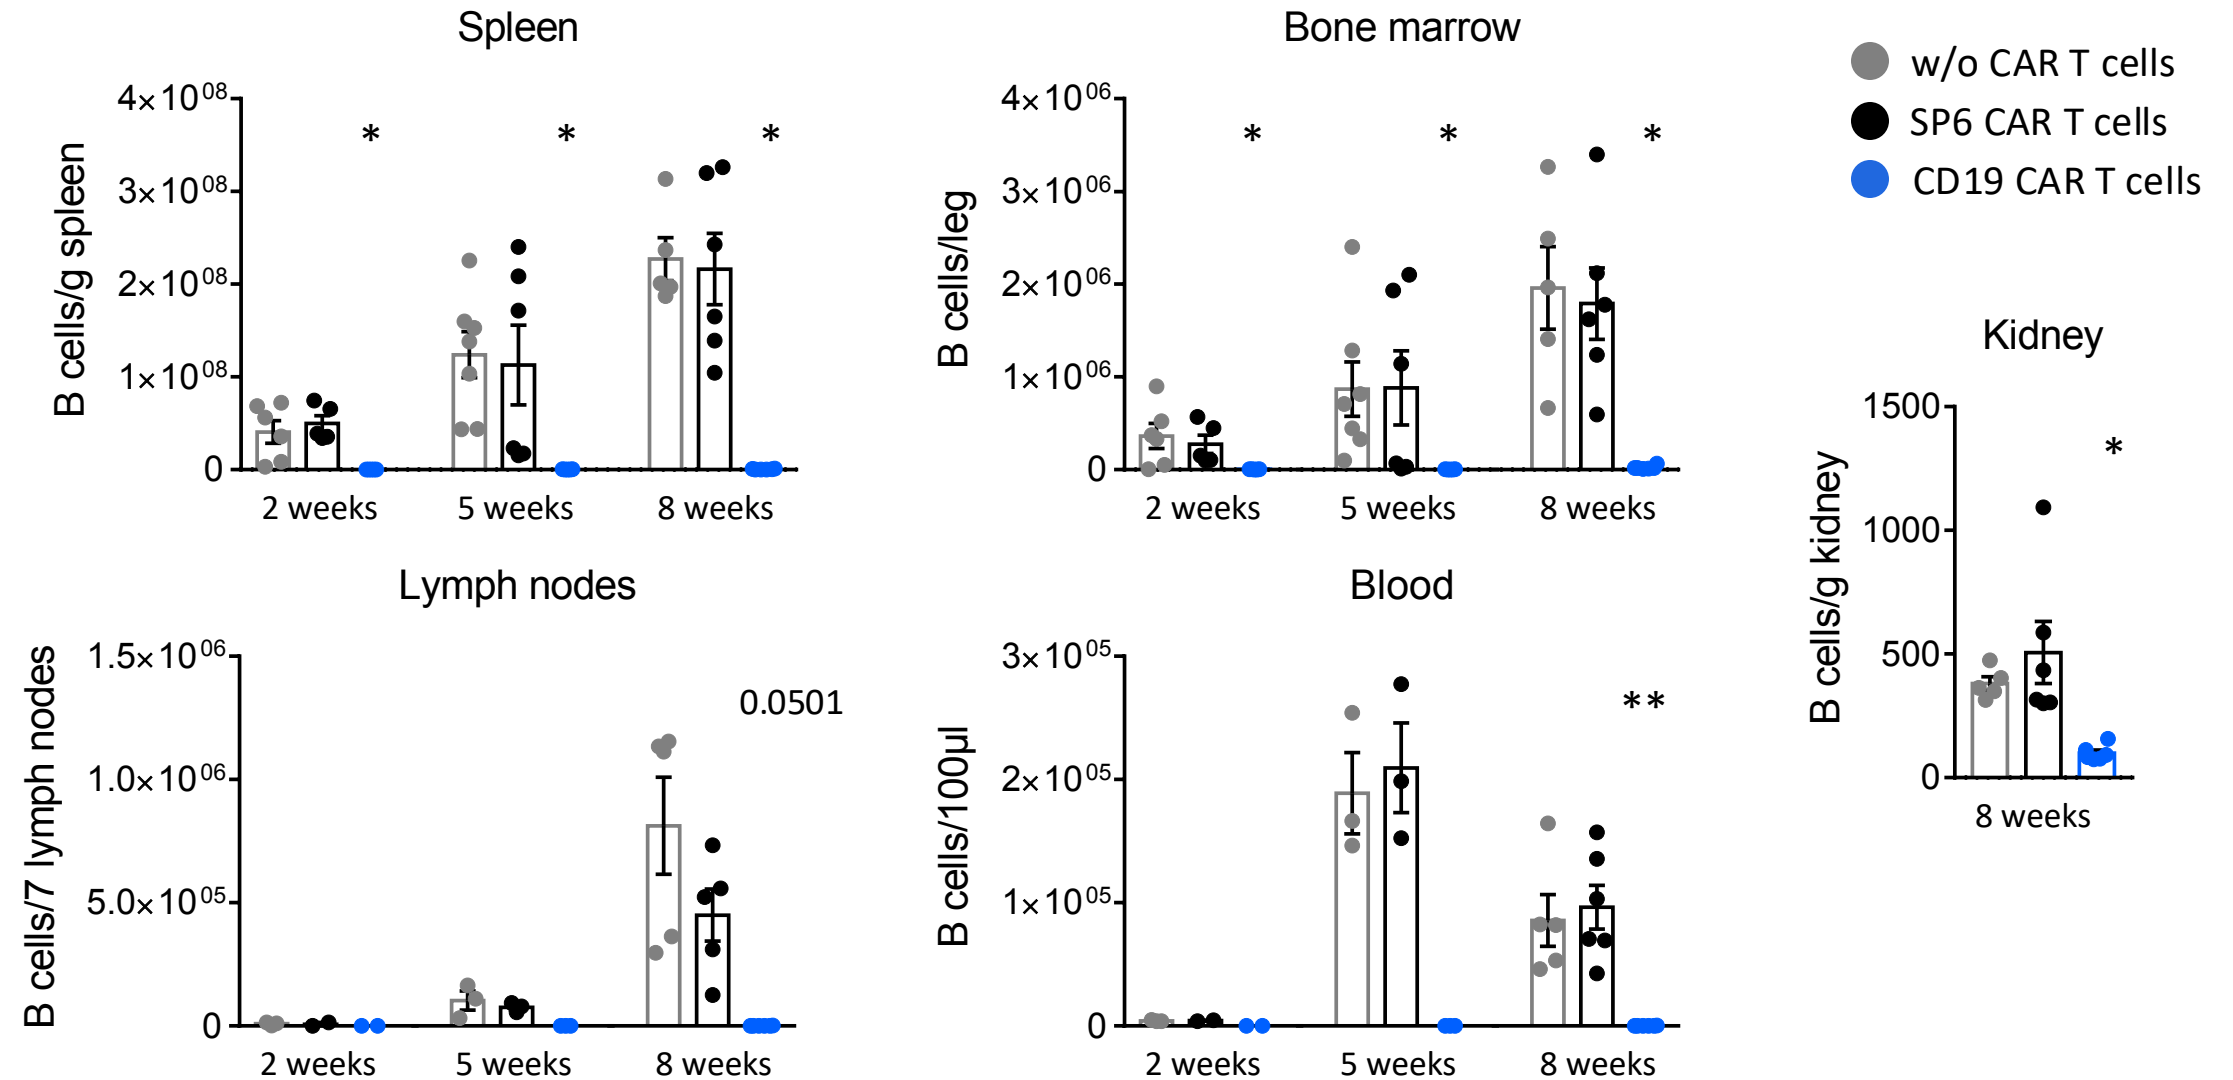 Spleen
B cells/g spleen
4×10^08
3×10^08
2×10^08
1×10^08
0
* * *
2 weeks 5 weeks 8 weeks
Bone marrow
B cells/leg
4×10^06
3×10^06
2×10^06
1×10^06
0
* * *
2 weeks 5 weeks 8 weeks
w/o CAR T cells
SP6 CAR T cells
CD19 CAR T cells
Lymph nodes
B cells/7 lymph nodes
1.5×10^06
1.0×10^06
5.0×10^05
0
0.0501
2 weeks 5 weeks 8 weeks
Blood
B cells/100µl
3×10^05
2×10^05
1×10^05
0
**
2 weeks 5 weeks 8 weeks
Kidney
B cells/g kidney
1500
1000
500
0
*
8 weeks